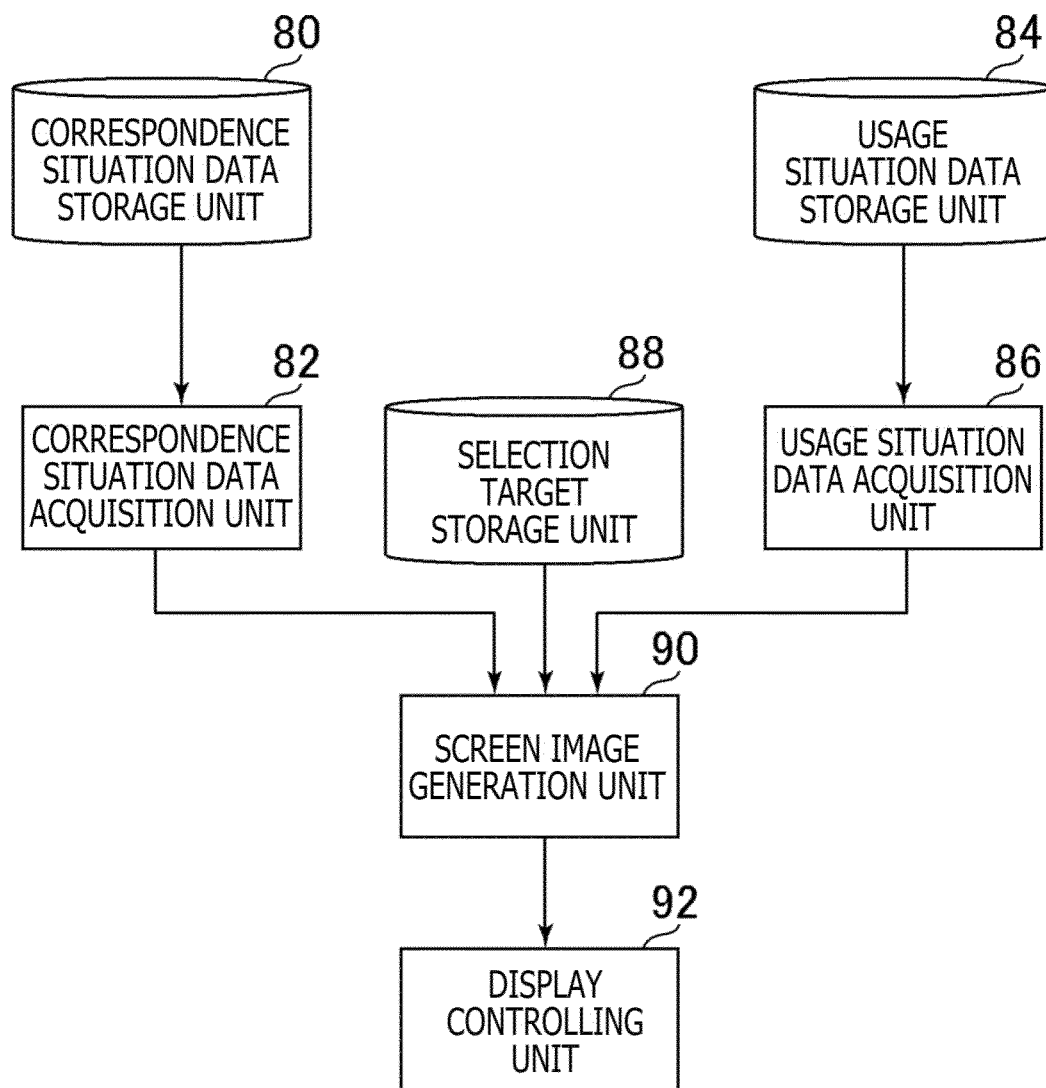 80
CORRESPONDENCE
SITUATION DATA
STORAGE UNIT
84
USAGE
SITUATION DATA
STORAGE UNIT
82
CORRESPONDENCE
SITUATION DATA
ACQUISITION UNIT
88
SELECTION
TARGET
STORAGE UNIT
86
USAGE SITUATION
DATA ACQUISITION
UNIT
90
SCREEN IMAGE
GENERATION UNIT
92
DISPLAY
CONTROLLING
UNIT